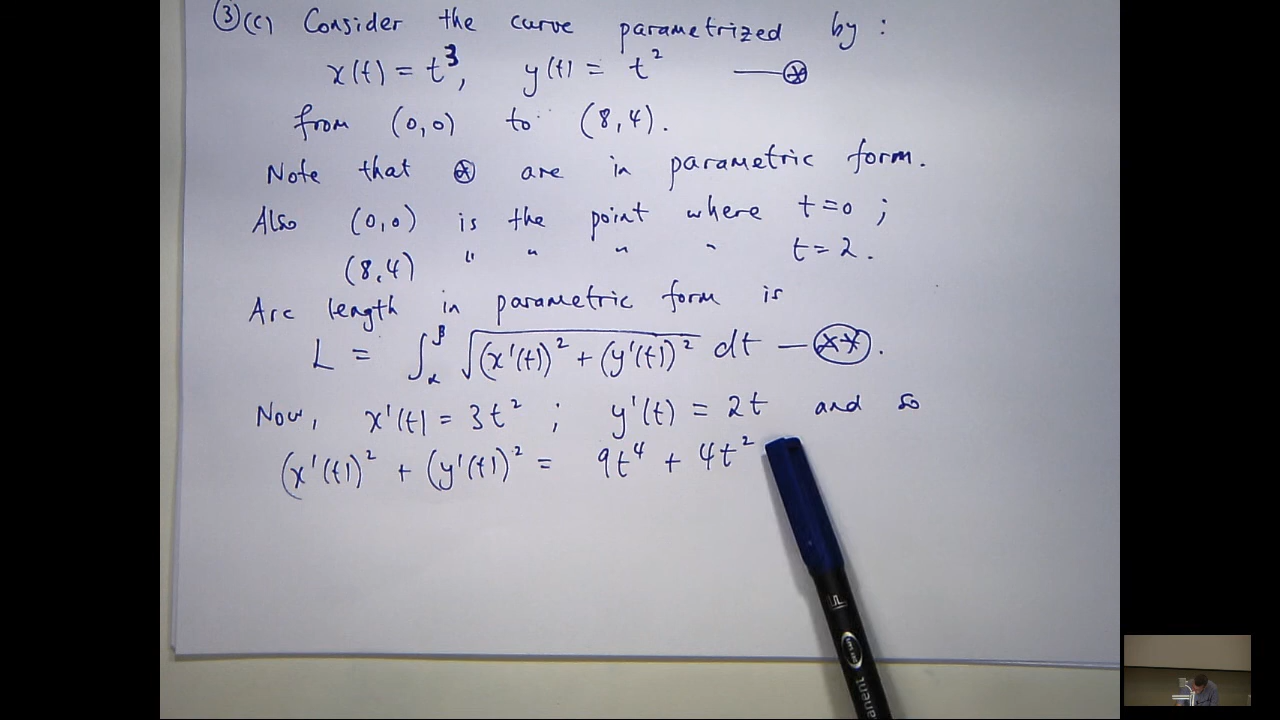 ③(c) Consider the curve parametrized by :
x(t) = t³, y(t) = t² —⊛
from (0,0) to (8,4).
Note that ⊛ are in parametric form.
Also (0,0) is the point where t=0 ;
(8,4) " " " " t=2.
Arc length in parametric form is
L = ∫_α^β √((x'(t))² + (y'(t))²) dt — (**).
Now, x'(t) = 3t² ; y'(t) = 2t and so
(x'(t))² + (y'(t))² = 9t⁴ + 4t²